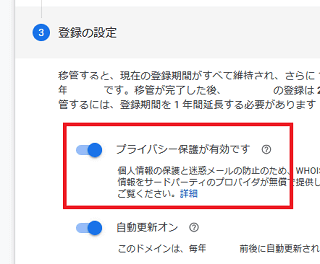 3 登録の設定
移管すると、現在の登録期間がすべて維持され、さらに 1
年 です。移管が完了した後、 の登録は 2
管するには、登録期間を 1 年間延長する必要があります
プライバシー保護が有効です
個人情報の保護と迷惑メールの防止のため、WHOI
情報をサードパーティのプロバイダが無償で提供し
ご覧ください。詳細
自動更新オン
このドメインは、毎年 前後に自動更新され